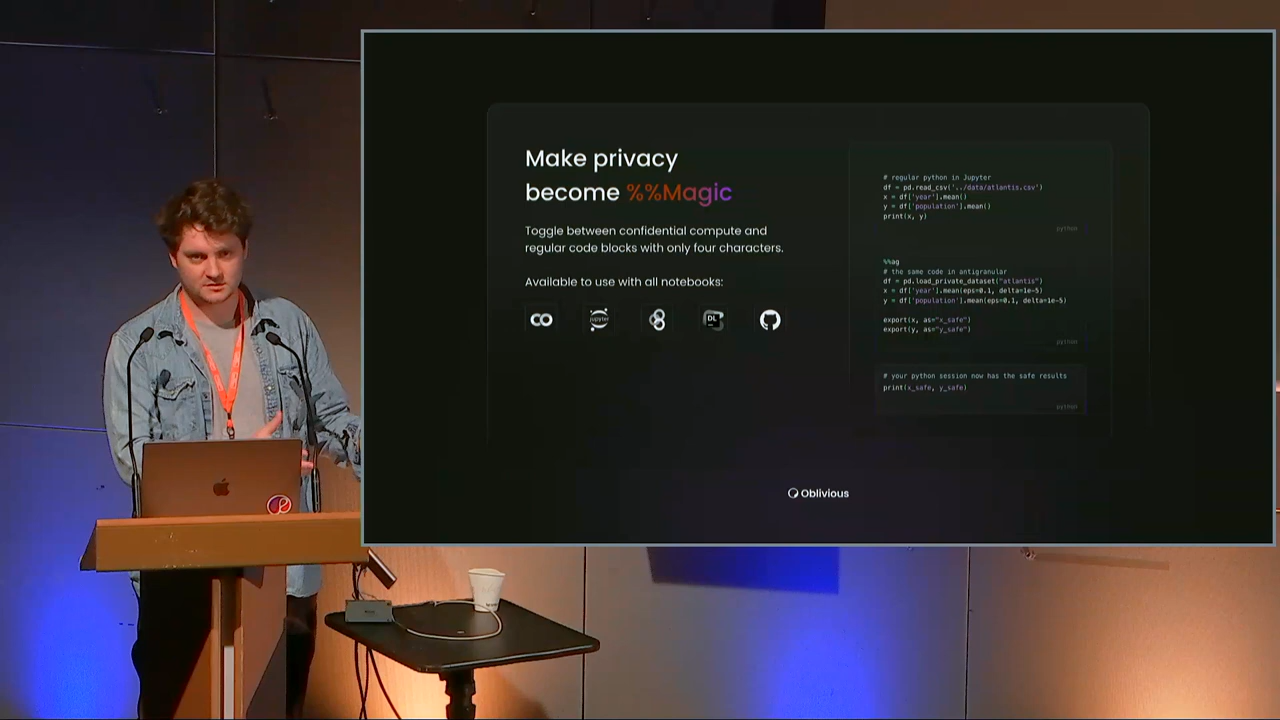 Make privacy
become %%Magic
Toggle between confidential compute and
regular code blocks with only four characters.
Available to use with all notebooks:
jupyter
DL
# regular python in Jupyter
df = pd.read_csv('../data/atlantis.csv')
x = df['year'].mean()
y = df['population'].mean()
print(x, y)
python
%%ag
# the same code in antigranular
df = pd.load_private_dataset("atlantis")
x = df['year'].mean(eps=0.1, delta=1e-5)
y = df['population'].mean(eps=0.1, delta=1e-5)
export(x, as="x_safe")
export(y, as="y_safe")
python
# your python session now has the safe results
print(x_safe, y_safe)
python
Oblivious